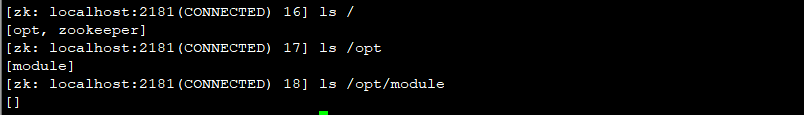 [zk: localhost:2181(CONNECTED) 16] ls /
[opt, zookeeper]
[zk: localhost:2181(CONNECTED) 17] ls /opt
[module]
[zk: localhost:2181(CONNECTED) 18] ls /opt/module
[]